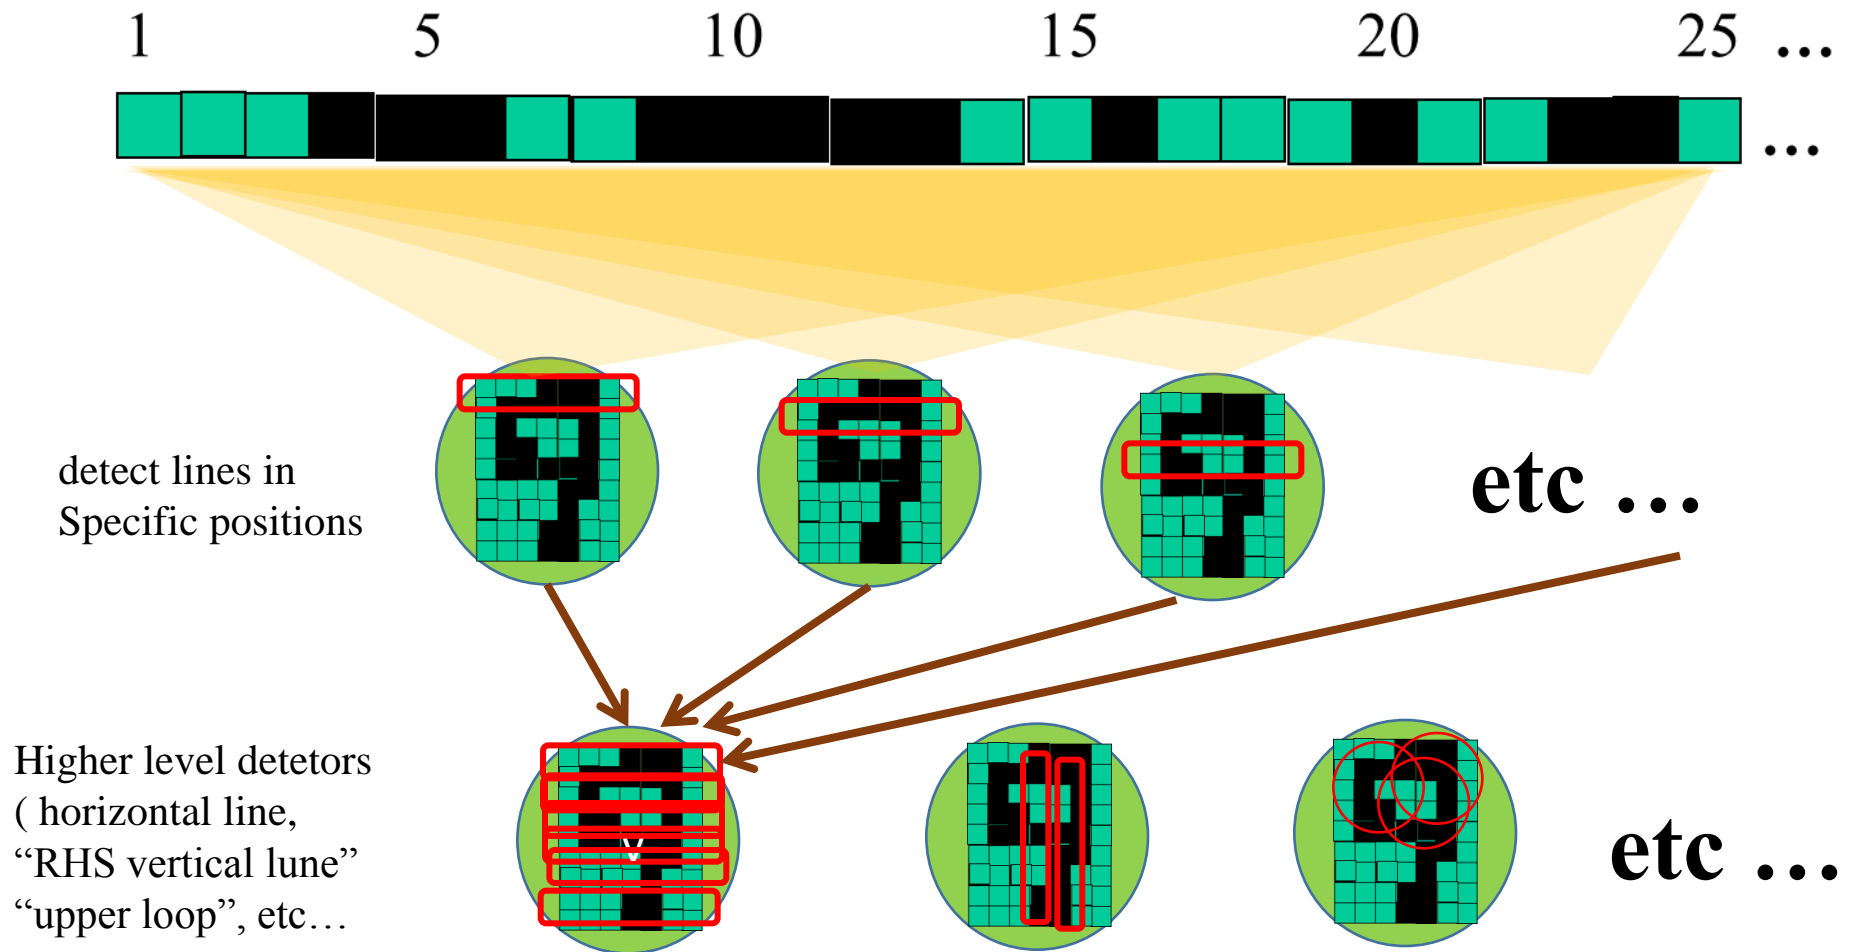 1 5 10 15 20 25 ...
...
detect lines in
Specific positions
etc ...
Higher level detetors
( horizontal line,
“RHS vertical lune”
“upper loop”, etc…
v
etc ...